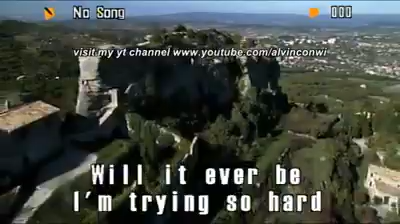 No Song 000
visit my yt channel www.youtube.com/alvinconwi
Will it ever be
I'm trying so hard